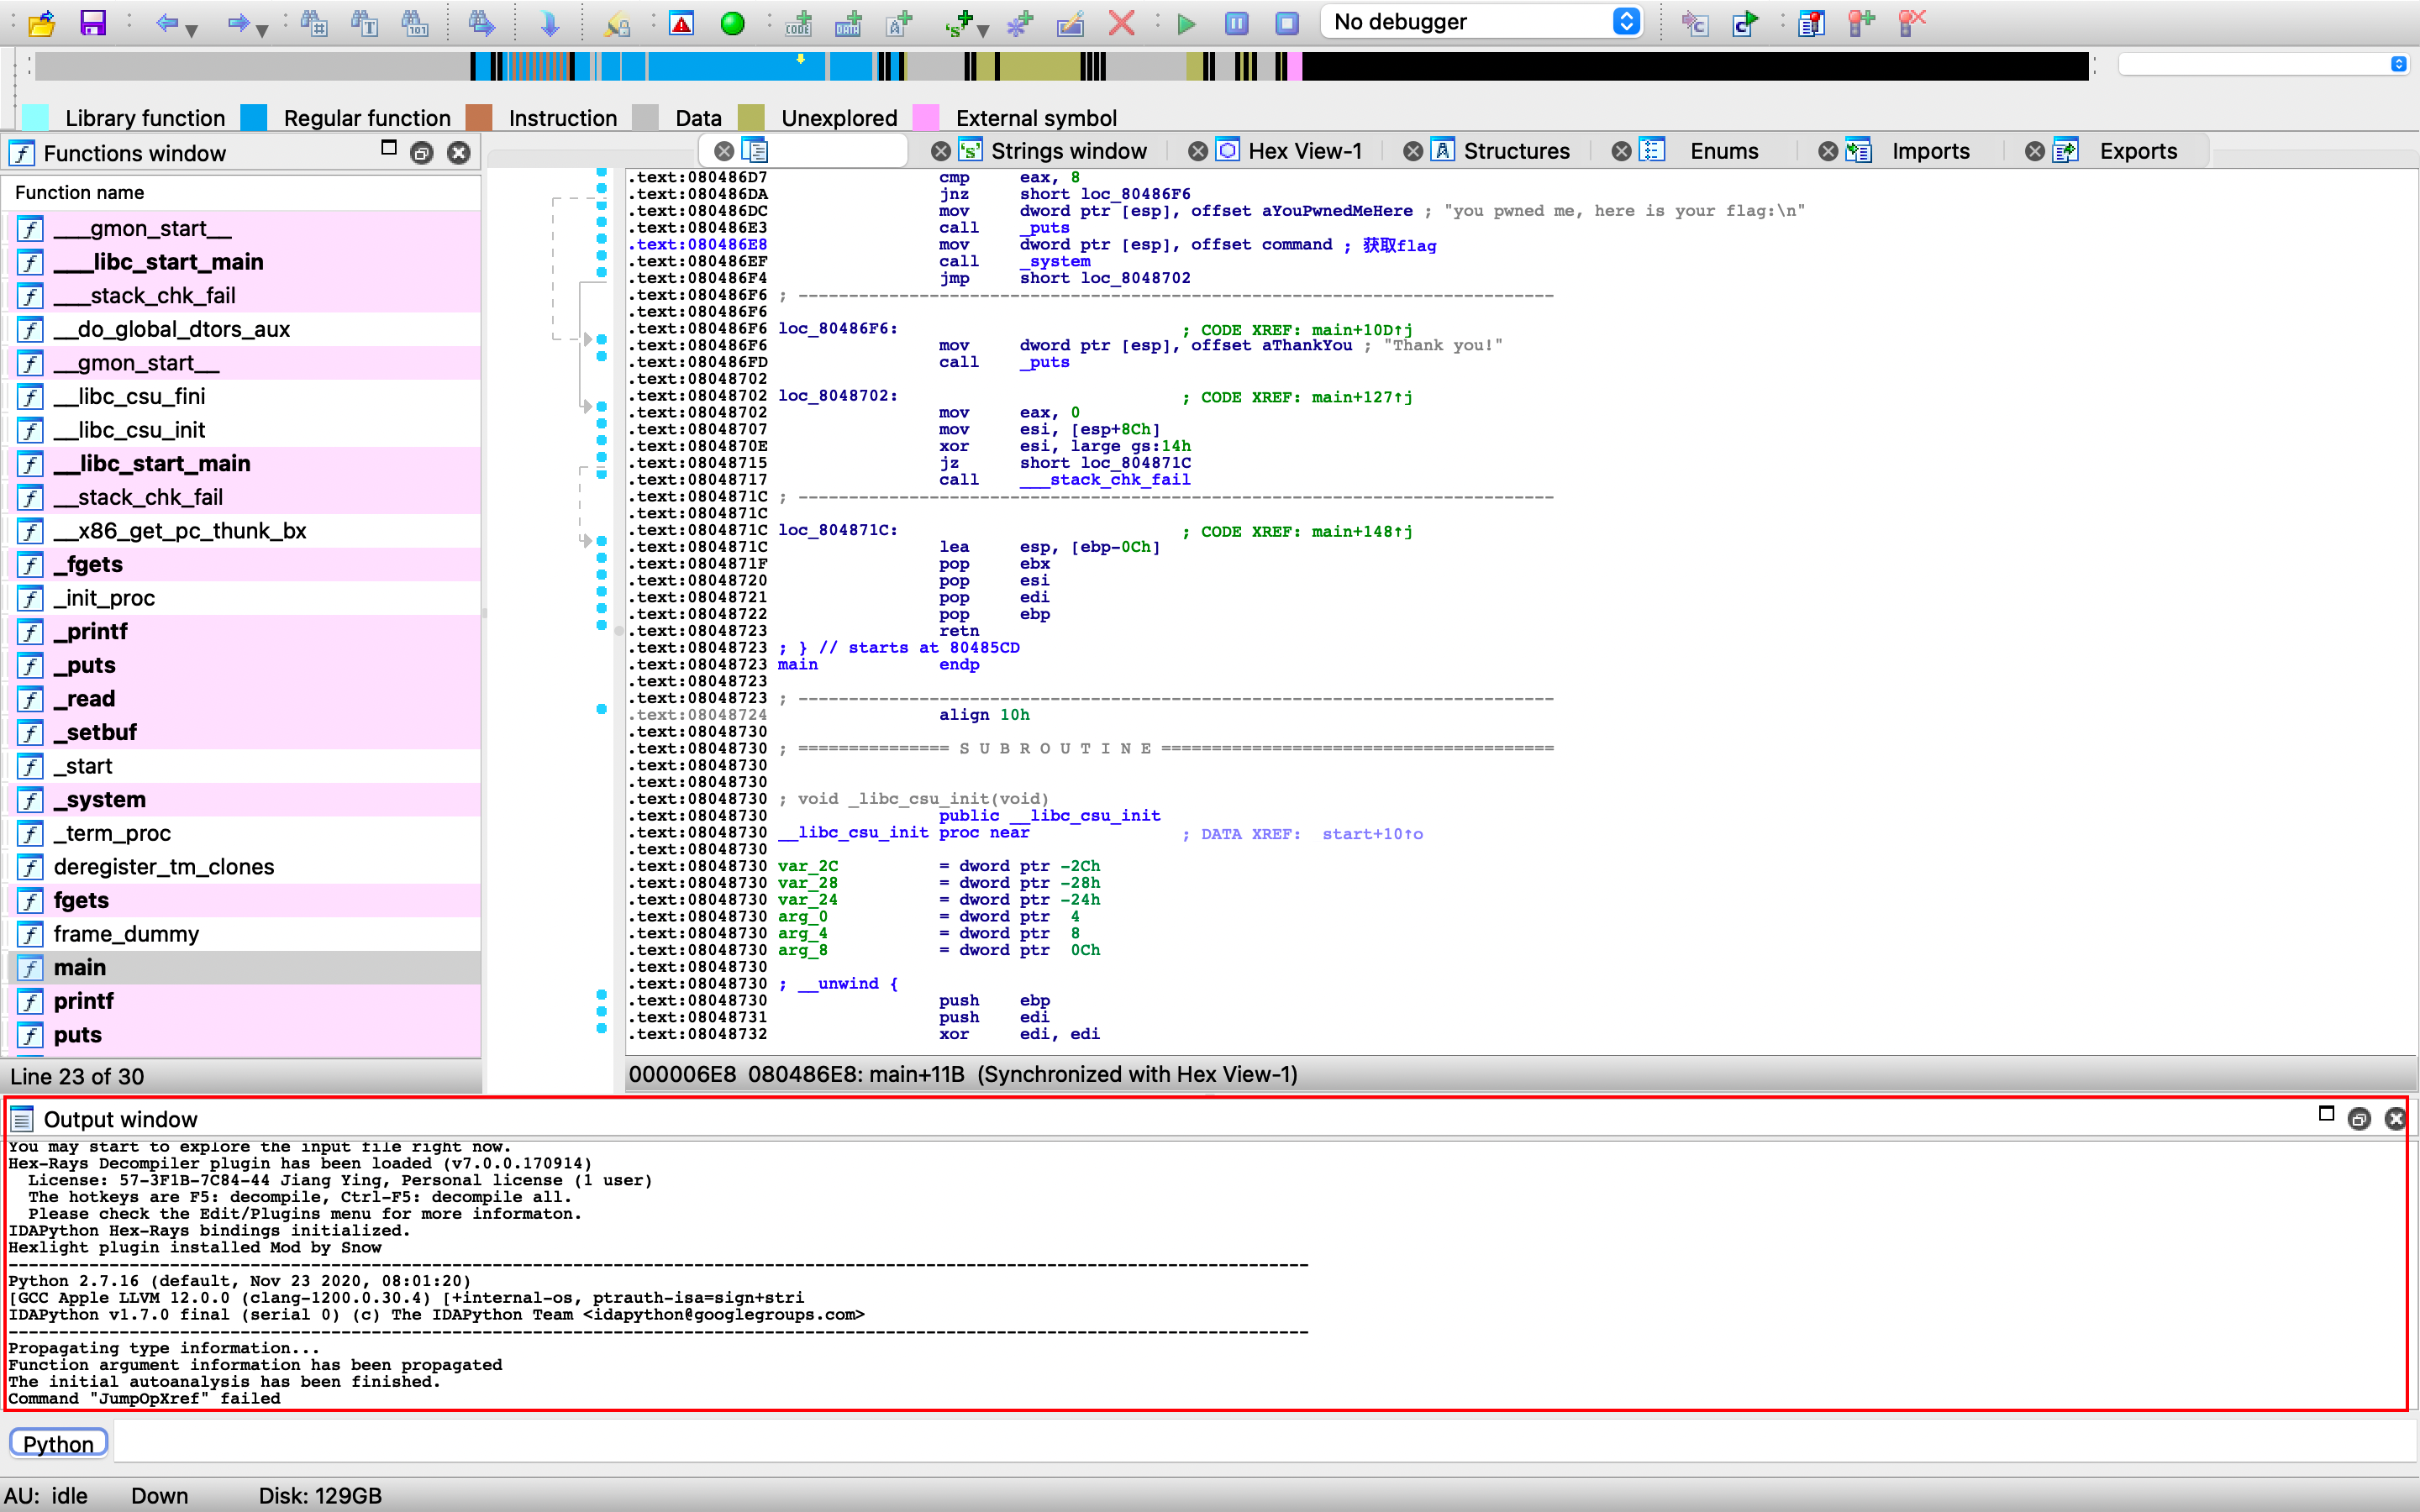 No debugger
Library function Regular function Instruction Data Unexplored External symbol
Functions window
Strings window Hex View-1 Structures Enums Imports Exports
Function name
___gmon_start__
___libc_start_main
___stack_chk_fail
__do_global_dtors_aux
__gmon_start__
__libc_csu_fini
__libc_csu_init
__libc_start_main
__stack_chk_fail
__x86_get_pc_thunk_bx
_fgets
_init_proc
_printf
_puts
_read
_setbuf
_start
_system
_term_proc
deregister_tm_clones
fgets
frame_dummy
main
printf
puts
Line 23 of 30
.text:080486D7 cmp eax, 8
.text:080486DA jnz short loc_80486F6
.text:080486DC mov dword ptr [esp], offset aYouPwnedMeHere ; "you pwned me, here is your flag:\n"
.text:080486E3 call _puts
.text:080486E8 mov dword ptr [esp], offset command ; 获取flag
.text:080486EF call _system
.text:080486F4 jmp short loc_8048702
.text:080486F6 ; ---------------------------------------------------------------------------
.text:080486F6
.text:080486F6 loc_80486F6: ; CODE XREF: main+10D↑j
.text:080486F6 mov dword ptr [esp], offset aThankYou ; "Thank you!"
.text:080486FD call _puts
.text:08048702
.text:08048702 loc_8048702: ; CODE XREF: main+127↑j
.text:08048702 mov eax, 0
.text:08048707 mov esi, [esp+8Ch]
.text:0804870E xor esi, large gs:14h
.text:08048715 jz short loc_804871C
.text:08048717 call ___stack_chk_fail
.text:0804871C ; ---------------------------------------------------------------------------
.text:0804871C
.text:0804871C loc_804871C: ; CODE XREF: main+148↑j
.text:0804871C lea esp, [ebp-0Ch]
.text:0804871F pop ebx
.text:08048720 pop esi
.text:08048721 pop edi
.text:08048722 pop ebp
.text:08048723 retn
.text:08048723 ; } // starts at 80485CD
.text:08048723 main endp
.text:08048723
.text:08048723 ; ---------------------------------------------------------------------------
.text:08048724 align 10h
.text:08048730
.text:08048730 ; =============== S U B R O U T I N E =======================================
.text:08048730
.text:08048730
.text:08048730 ; void _libc_csu_init(void)
.text:08048730 public __libc_csu_init
.text:08048730 __libc_csu_init proc near ; DATA XREF: start+10↑o
.text:08048730
.text:08048730 var_2C = dword ptr -2Ch
.text:08048730 var_28 = dword ptr -28h
.text:08048730 var_24 = dword ptr -24h
.text:08048730 arg_0 = dword ptr 4
.text:08048730 arg_4 = dword ptr 8
.text:08048730 arg_8 = dword ptr 0Ch
.text:08048730
.text:08048730 ; __unwind {
.text:08048730 push ebp
.text:08048731 push edi
.text:08048732 xor edi, edi
000006E8 080486E8: main+11B (Synchronized with Hex View-1)
Output window
You may start to explore the input file right now.
Hex-Rays Decompiler plugin has been loaded (v7.0.0.170914)
License: 57-3F1B-7C84-44 Jiang Ying, Personal license (1 user)
The hotkeys are F5: decompile, Ctrl-F5: decompile all.
Please check the Edit/Plugins menu for more informaton.
IDAPython Hex-Rays bindings initialized.
Hexlight plugin installed Mod by Snow
---------------------------------------------------------------------------------------------------------------------------------
Python 2.7.16 (default, Nov 23 2020, 08:01:20)
[GCC Apple LLVM 12.0.0 (clang-1200.0.30.4) [+internal-os, ptrauth-isa=sign+stri
IDAPython v1.7.0 final (serial 0) (c) The IDAPython Team <idapython@googlegroups.com>
---------------------------------------------------------------------------------------------------------------------------------
Propagating type information...
Function argument information has been propagated
The initial autoanalysis has been finished.
Command "JumpOpXref" failed
Python
AU: idle Down Disk: 129GB